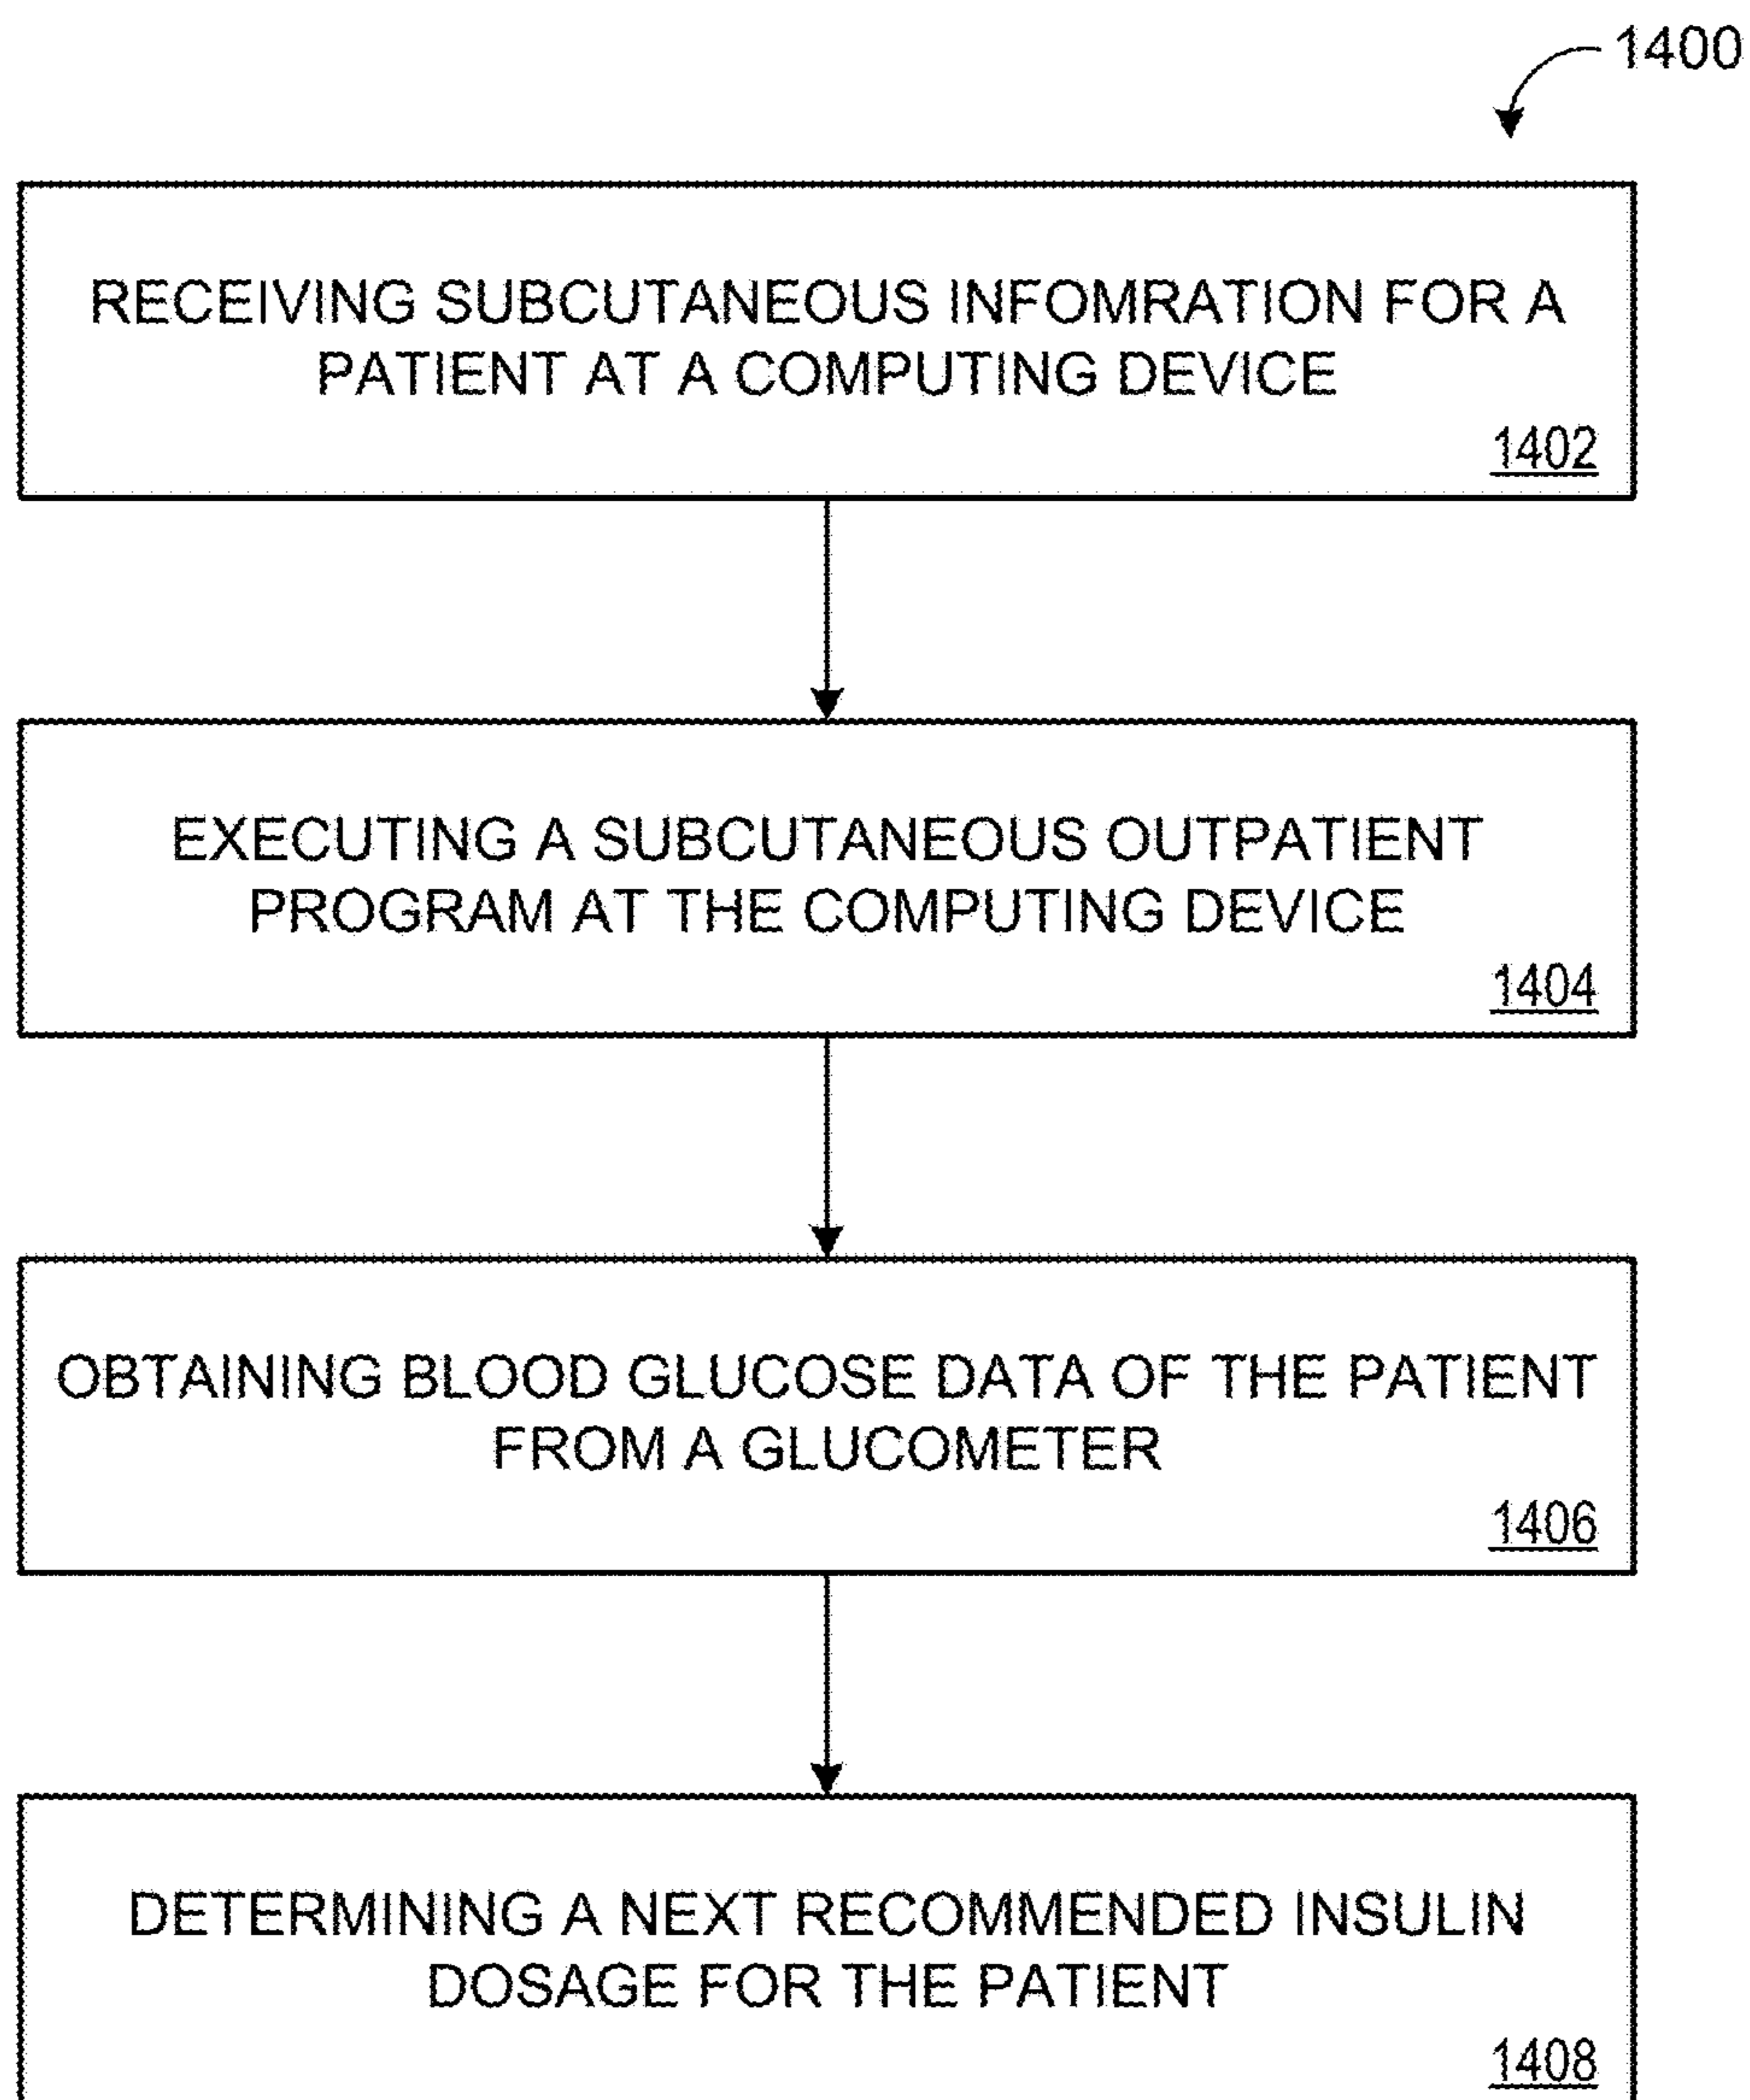 1400
RECEIVING SUBCUTANEOUS INFOMRATION FOR A
PATIENT AT A COMPUTING DEVICE
1402
EXECUTING A SUBCUTANEOUS OUTPATIENT
PROGRAM AT THE COMPUTING DEVICE
1404
OBTAINING BLOOD GLUCOSE DATA OF THE PATIENT
FROM A GLUCOMETER
1406
DETERMINING A NEXT RECOMMENDED INSULIN
DOSAGE FOR THE PATIENT
1408